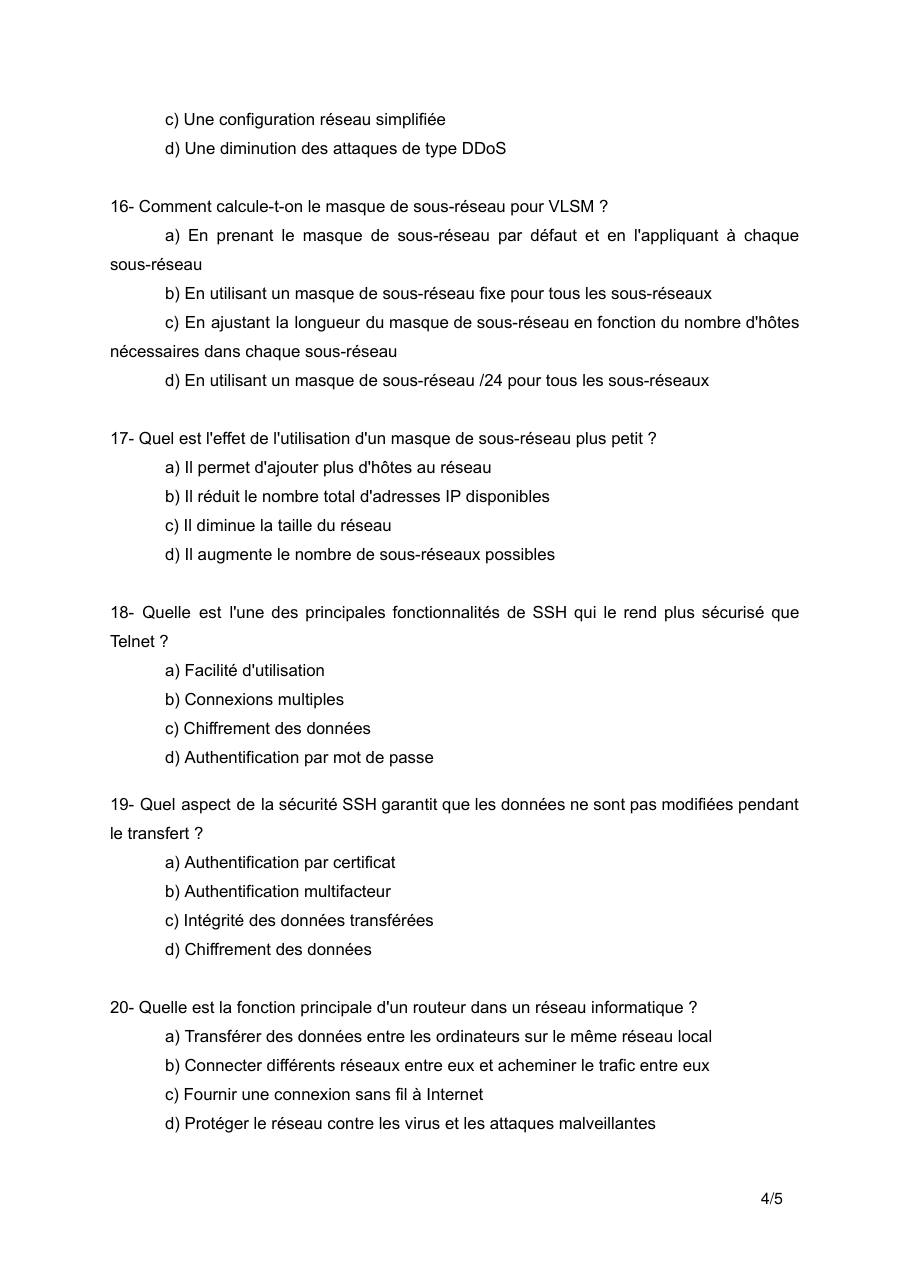 c) Une configuration réseau simplifiée
d) Une diminution des attaques de type DDoS
16- Comment calcule-t-on le masque de sous-réseau pour VLSM ?
a) En prenant le masque de sous-réseau par défaut et en l'appliquant à chaque
sous-réseau
b) En utilisant un masque de sous-réseau fixe pour tous les sous-réseaux
c) En ajustant la longueur du masque de sous-réseau en fonction du nombre d'hôtes
nécessaires dans chaque sous-réseau
d) En utilisant un masque de sous-réseau /24 pour tous les sous-réseaux
17- Quel est l'effet de l'utilisation d'un masque de sous-réseau plus petit ?
a) Il permet d'ajouter plus d'hôtes au réseau
b) Il réduit le nombre total d'adresses IP disponibles
c) Il diminue la taille du réseau
d) Il augmente le nombre de sous-réseaux possibles
18- Quelle est l'une des principales fonctionnalités de SSH qui le rend plus sécurisé que
Telnet ?
a) Facilité d'utilisation
b) Connexions multiples
c) Chiffrement des données
d) Authentification par mot de passe
19- Quel aspect de la sécurité SSH garantit que les données ne sont pas modifiées pendant
le transfert ?
a) Authentification par certificat
b) Authentification multifacteur
c) Intégrité des données transférées
d) Chiffrement des données
20- Quelle est la fonction principale d'un routeur dans un réseau informatique ?
a) Transférer des données entre les ordinateurs sur le même réseau local
b) Connecter différents réseaux entre eux et acheminer le trafic entre eux
c) Fournir une connexion sans fil à Internet
d) Protéger le réseau contre les virus et les attaques malveillantes
4/5